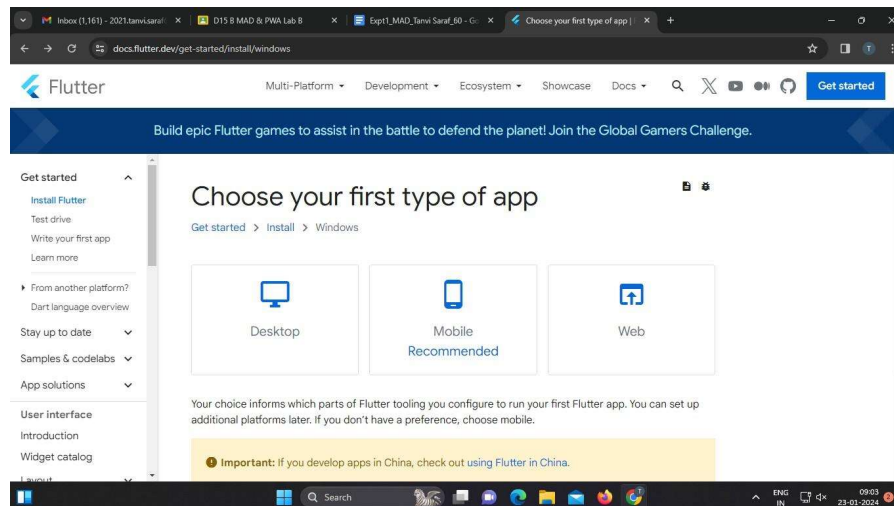 Inbox (1,161) - 2021.tanvi.saraf
D15 B MAD & PWA Lab B
Expt1_MAD_Tanvi Saraf_60 - Go
Choose your first type of app |
docs.flutter.dev/get-started/install/windows
Flutter
Multi-Platform
Development
Ecosystem
Showcase
Docs
Get started
Build epic Flutter games to assist in the battle to defend the planet! Join the Global Gamers Challenge.
Get started
Install Flutter
Test drive
Write your first app
Learn more
From another platform?
Dart language overview
Stay up to date
Samples & codelabs
App solutions
User interface
Introduction
Widget catalog
Layout
Choose your first type of app
Get started > Install > Windows
Desktop
Mobile
Recommended
Web
Your choice informs which parts of Flutter tooling you configure to run your first Flutter app. You can set up
additional platforms later. If you don't have a preference, choose mobile.
Important: If you develop apps in China, check out using Flutter in China.
Search
ENG
IN
09:03
23-01-2024